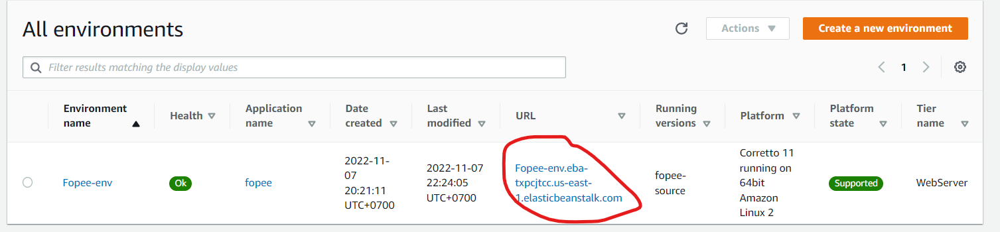 All environments
Actions
Create a new environment
Filter results matching the display values
1
Environment
name
Health
Application
name
Date
created
Last
modified
URL
Running
versions
Platform
Platform
state
Tier
name
Fopee-env
Ok
fopee
2022-11-
07
20:21:11
UTC+0700
2022-11-07
22:24:05
UTC+0700
Fopee-env.eba-
txpcjtcc.us-east-
1.elasticbeanstalk.com
fopee-
source
Corretto 11
running on
64bit
Amazon
Linux 2
Supported
WebServer